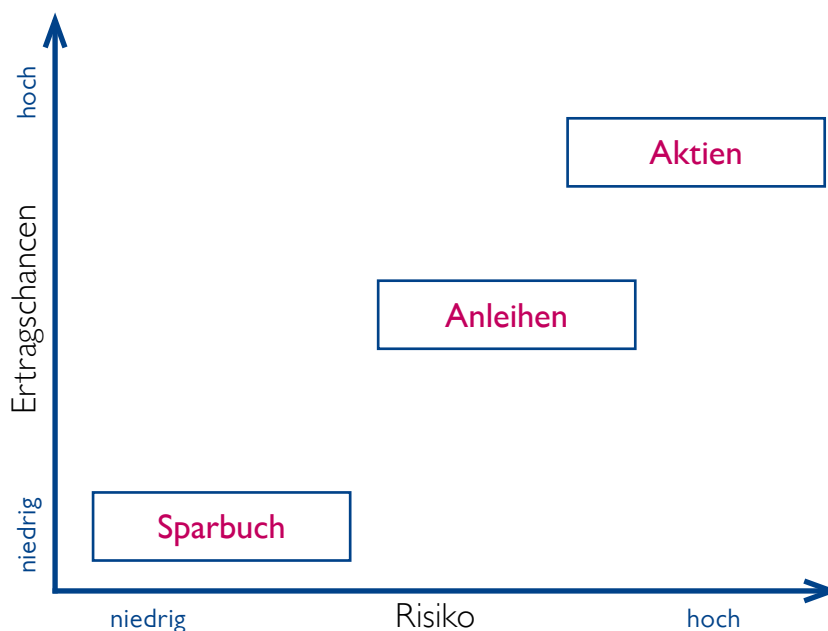 hoch
Aktien
Ertragschancen
Anleihen
niedrig
Sparbuch
niedrig
Risiko
hoch